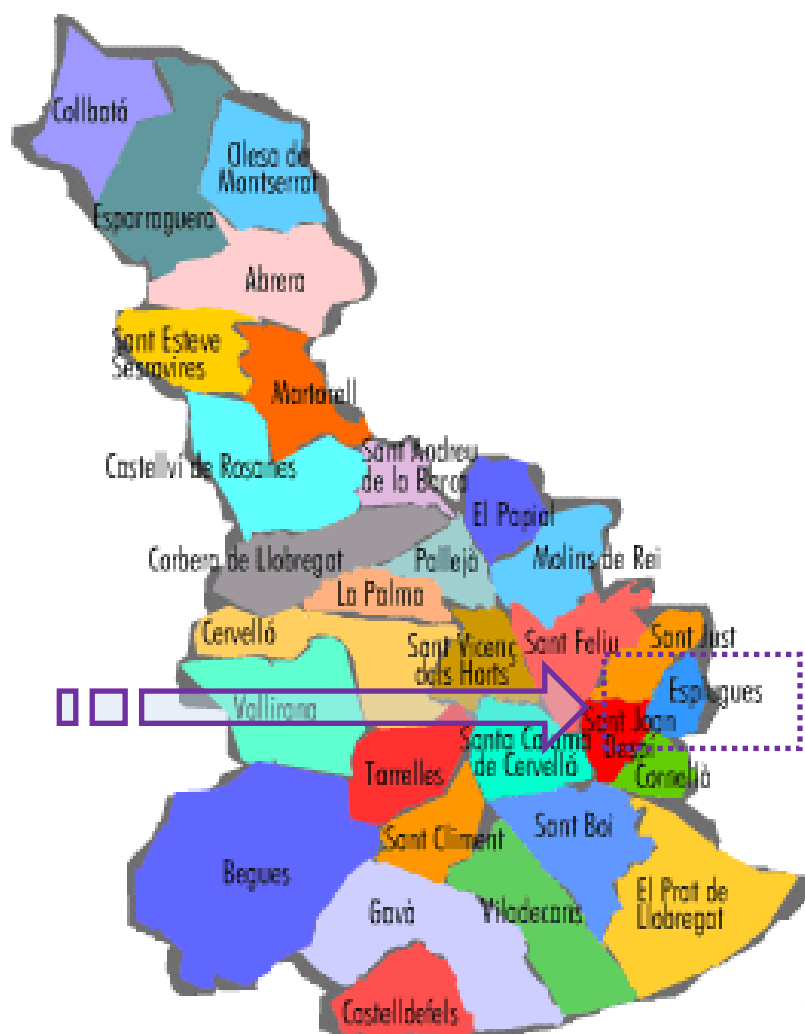 Collbató
Olesa de
Montserrat
Esparraguera
Abrera
Sant Esteve
Sesrovires
Martorell
Sant Andreu
de la Barca
Castellví de Rosanes
El Papiol
Corbera de Llobregat
Pallejà
Molins de Rei
La Palma
Cervelló
Sant Vicenç
dels Horts
Sant Feliu
Sant Just
Esplugues
Vallirana
Sant Joan
Despí
Santa Coloma
de Cervelló
Torrelles
Cornellà
Sant Climent
Sant Boi
Begues
El Prat de
Llobregat
Gavà
Viladecans
Castelldefels